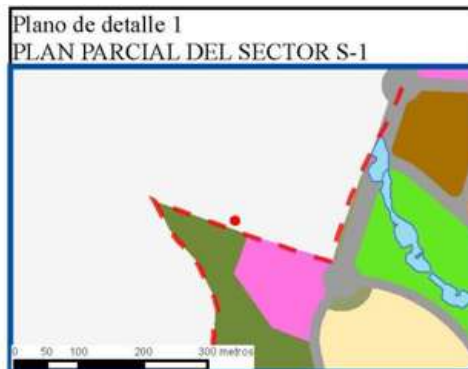 Plano de detalle 1
PLAN PARCIAL DEL SECTOR S-1
0 50 100 200 300 metros